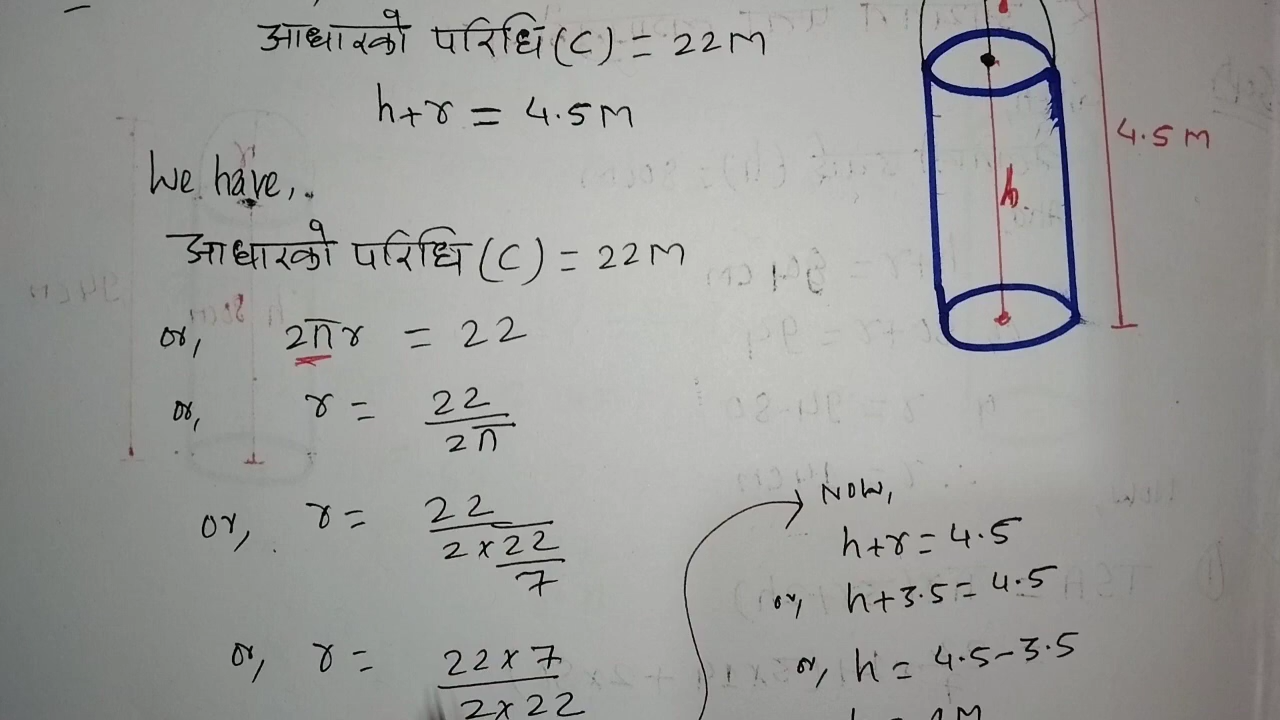 आधारको परिधि (C) = 22M
h+r = 4.5M
We have,
आधारको परिधि (C) = 22M
or, 2πr = 22
or, r = 22/2π
or, r = 22/(2×22/7)
or, r = 22×7/2×22
Now,
h+r = 4.5
or, h+3.5 = 4.5
or, h = 4.5-3.5
h = 1M
r
h
4.5M